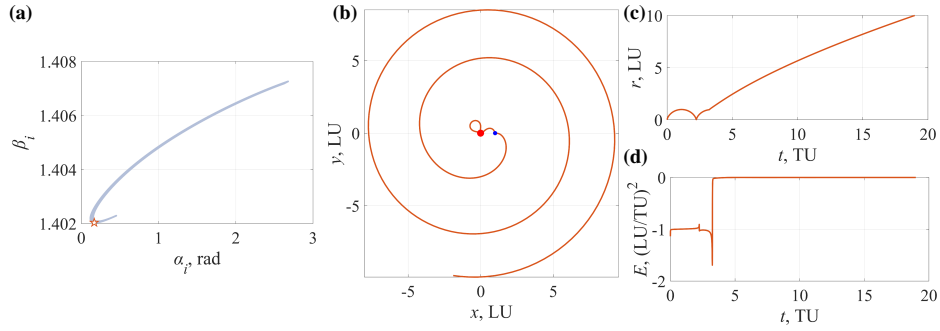 (a)
1.408
1.406
1.404
1.402
βᵢ
0 1 2 3
αᵢ, rad
(b)
5
0
-5
y, LU
-5 0 5
x, LU
(c)
10
5
0
r, LU
0 5 10 15 20
t, TU
(d)
0
-1
-2
E, (LU/TU)²
0 5 10 15 20
t, TU